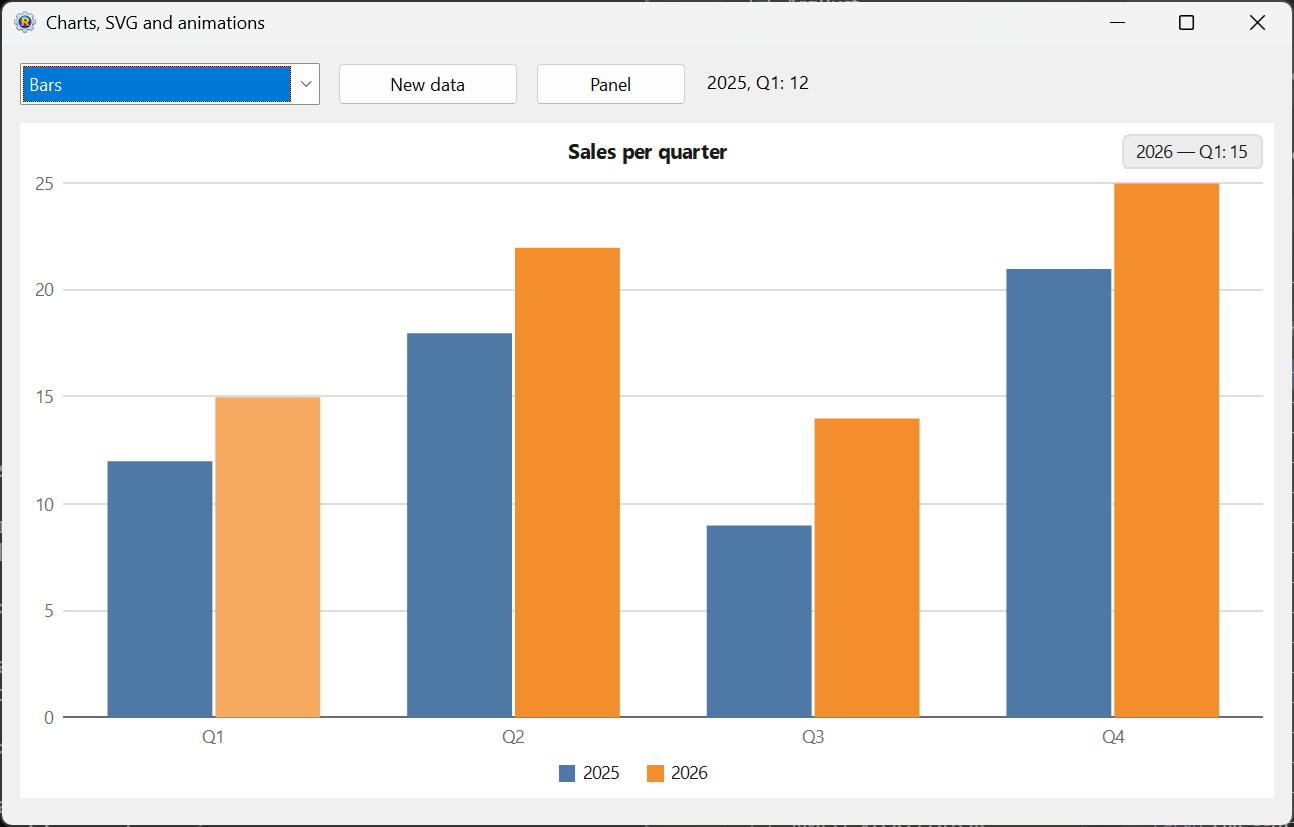 Charts, SVG and animations
Bars
New data
Panel
2025, Q1: 12
Sales per quarter
2026 — Q1: 15
25
20
15
10
5
0
Q1
Q2
Q3
Q4
2025
2026